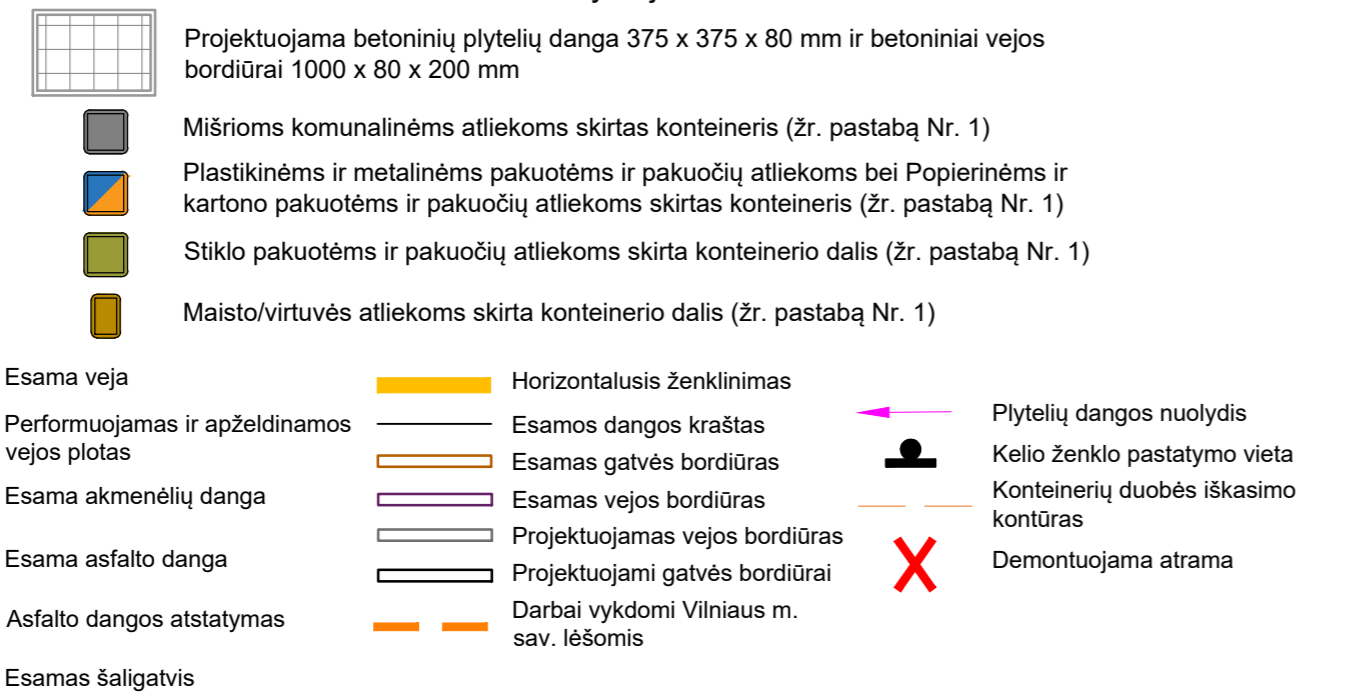 Projektuojama betoninių plytelių danga 375 x 375 x 80 mm ir betoniniai vejos
bordiūrai 1000 x 80 x 200 mm
Mišrioms komunalinėms atliekoms skirtas konteineris (žr. pastabą Nr. 1)
Plastikinėms ir metalinėms pakuotėms ir pakuočių atliekoms bei Popierinėms ir
kartono pakuotėms ir pakuočių atliekoms skirtas konteineris (žr. pastabą Nr. 1)
Stiklo pakuotėms ir pakuočių atliekoms skirta konteinerio dalis (žr. pastabą Nr. 1)
Maisto/virtuvės atliekoms skirta konteinerio dalis (žr. pastabą Nr. 1)
Esama veja
Performuojamas ir apželdinamos
vejos plotas
Esama akmenėlių danga
Esama asfalto danga
Asfalto dangos atstatymas
Esamas šaligatvis
Horizontalusis ženklinimas
Esamos dangos kraštas
Esamas gatvės bordiūras
Esamas vejos bordiūras
Projektuojamas vejos bordiūras
Projektuojami gatvės bordiūrai
Darbai vykdomi Vilniaus m.
sav. lėšomis
Plytelių dangos nuolydis
Kelio ženklo pastatymo vieta
Konteinerių duobės iškasimo
kontūras
Demontuojama atrama